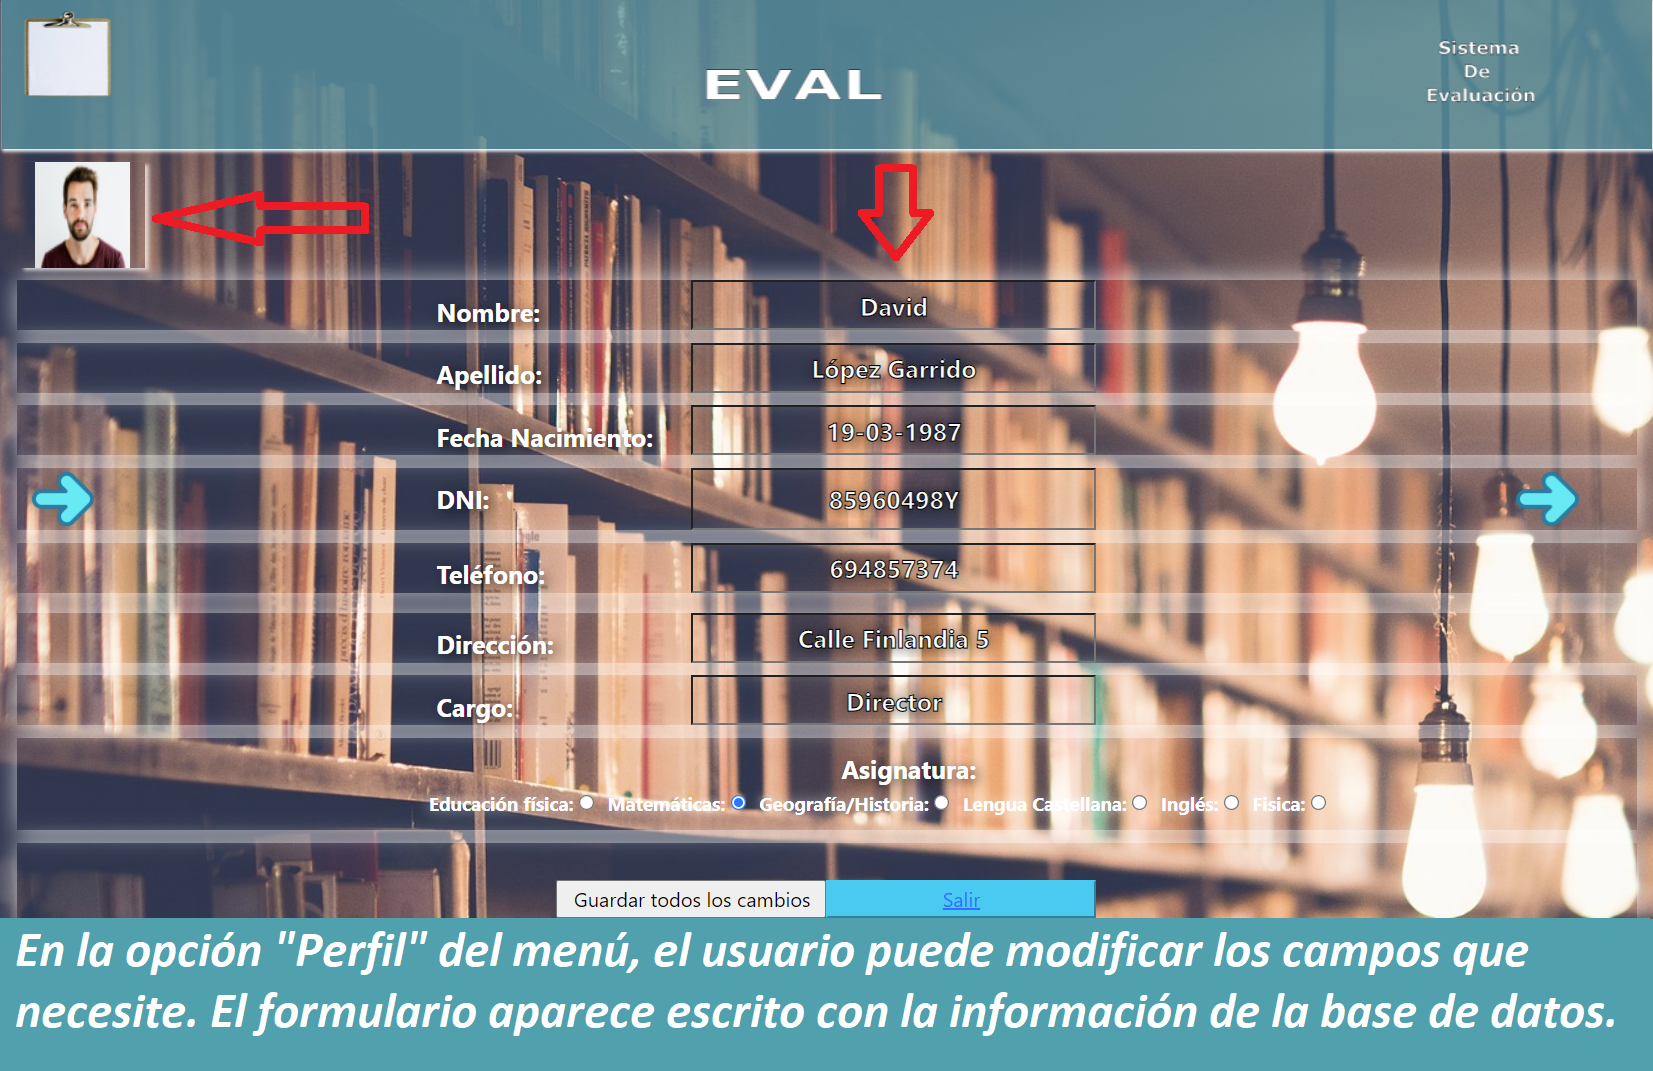 EVAL
Sistema
De
Evaluación
Nombre: David
Apellido: López Garrido
Fecha Nacimiento: 19-03-1987
DNI: 85960498Y
Teléfono: 694857374
Dirección: Calle Finlandia 5
Cargo: Director
Asignatura:
Educación física: Matemáticas: Geografía/Historia: Lengua Castellana: Inglés: Fisica:
Guardar todos los cambios Salir
En la opción "Perfil" del menú, el usuario puede modificar los campos que
necesite. El formulario aparece escrito con la información de la base de datos.